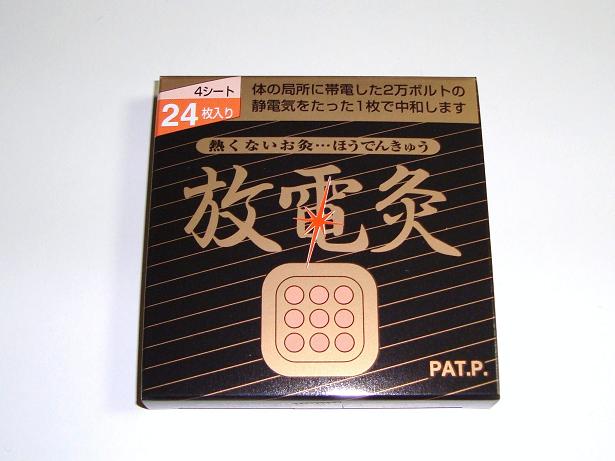 4シート
24枚入り
体の局所に帯電した2万ボルトの
静電気をたった1枚で中和します
熱くないお灸…ほうでんきゅう
放電灸
PAT.P.